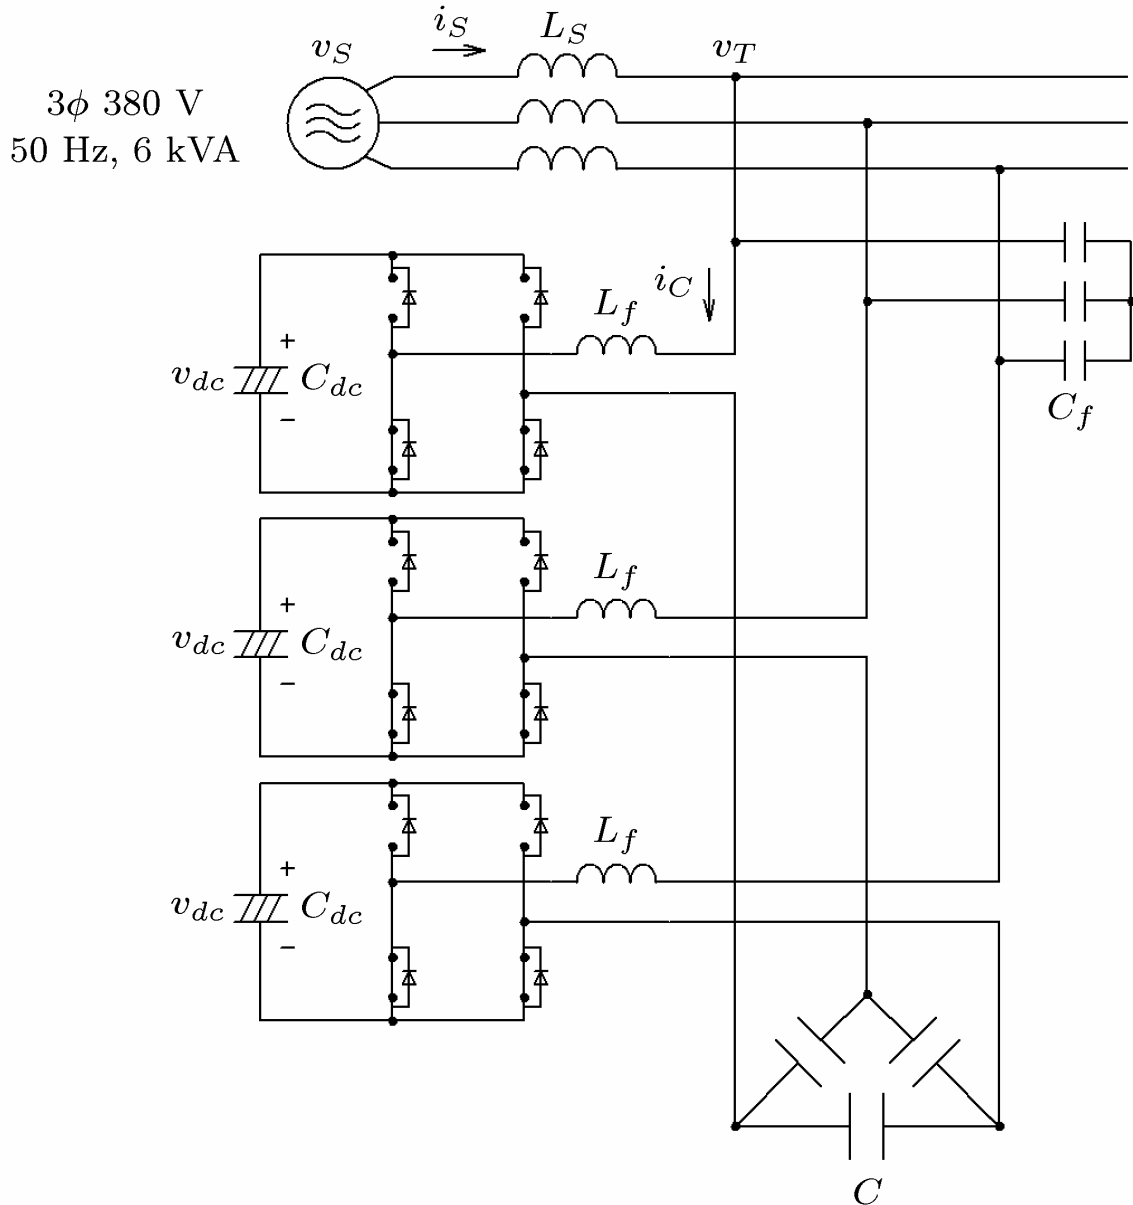 i_S
L_S
v_S
v_T
3ϕ 380 V
50 Hz, 6 kVA
i_C
L_f
+
v_dc
C_dc
−
C_f
L_f
+
v_dc
C_dc
−
L_f
+
v_dc
C_dc
−
C